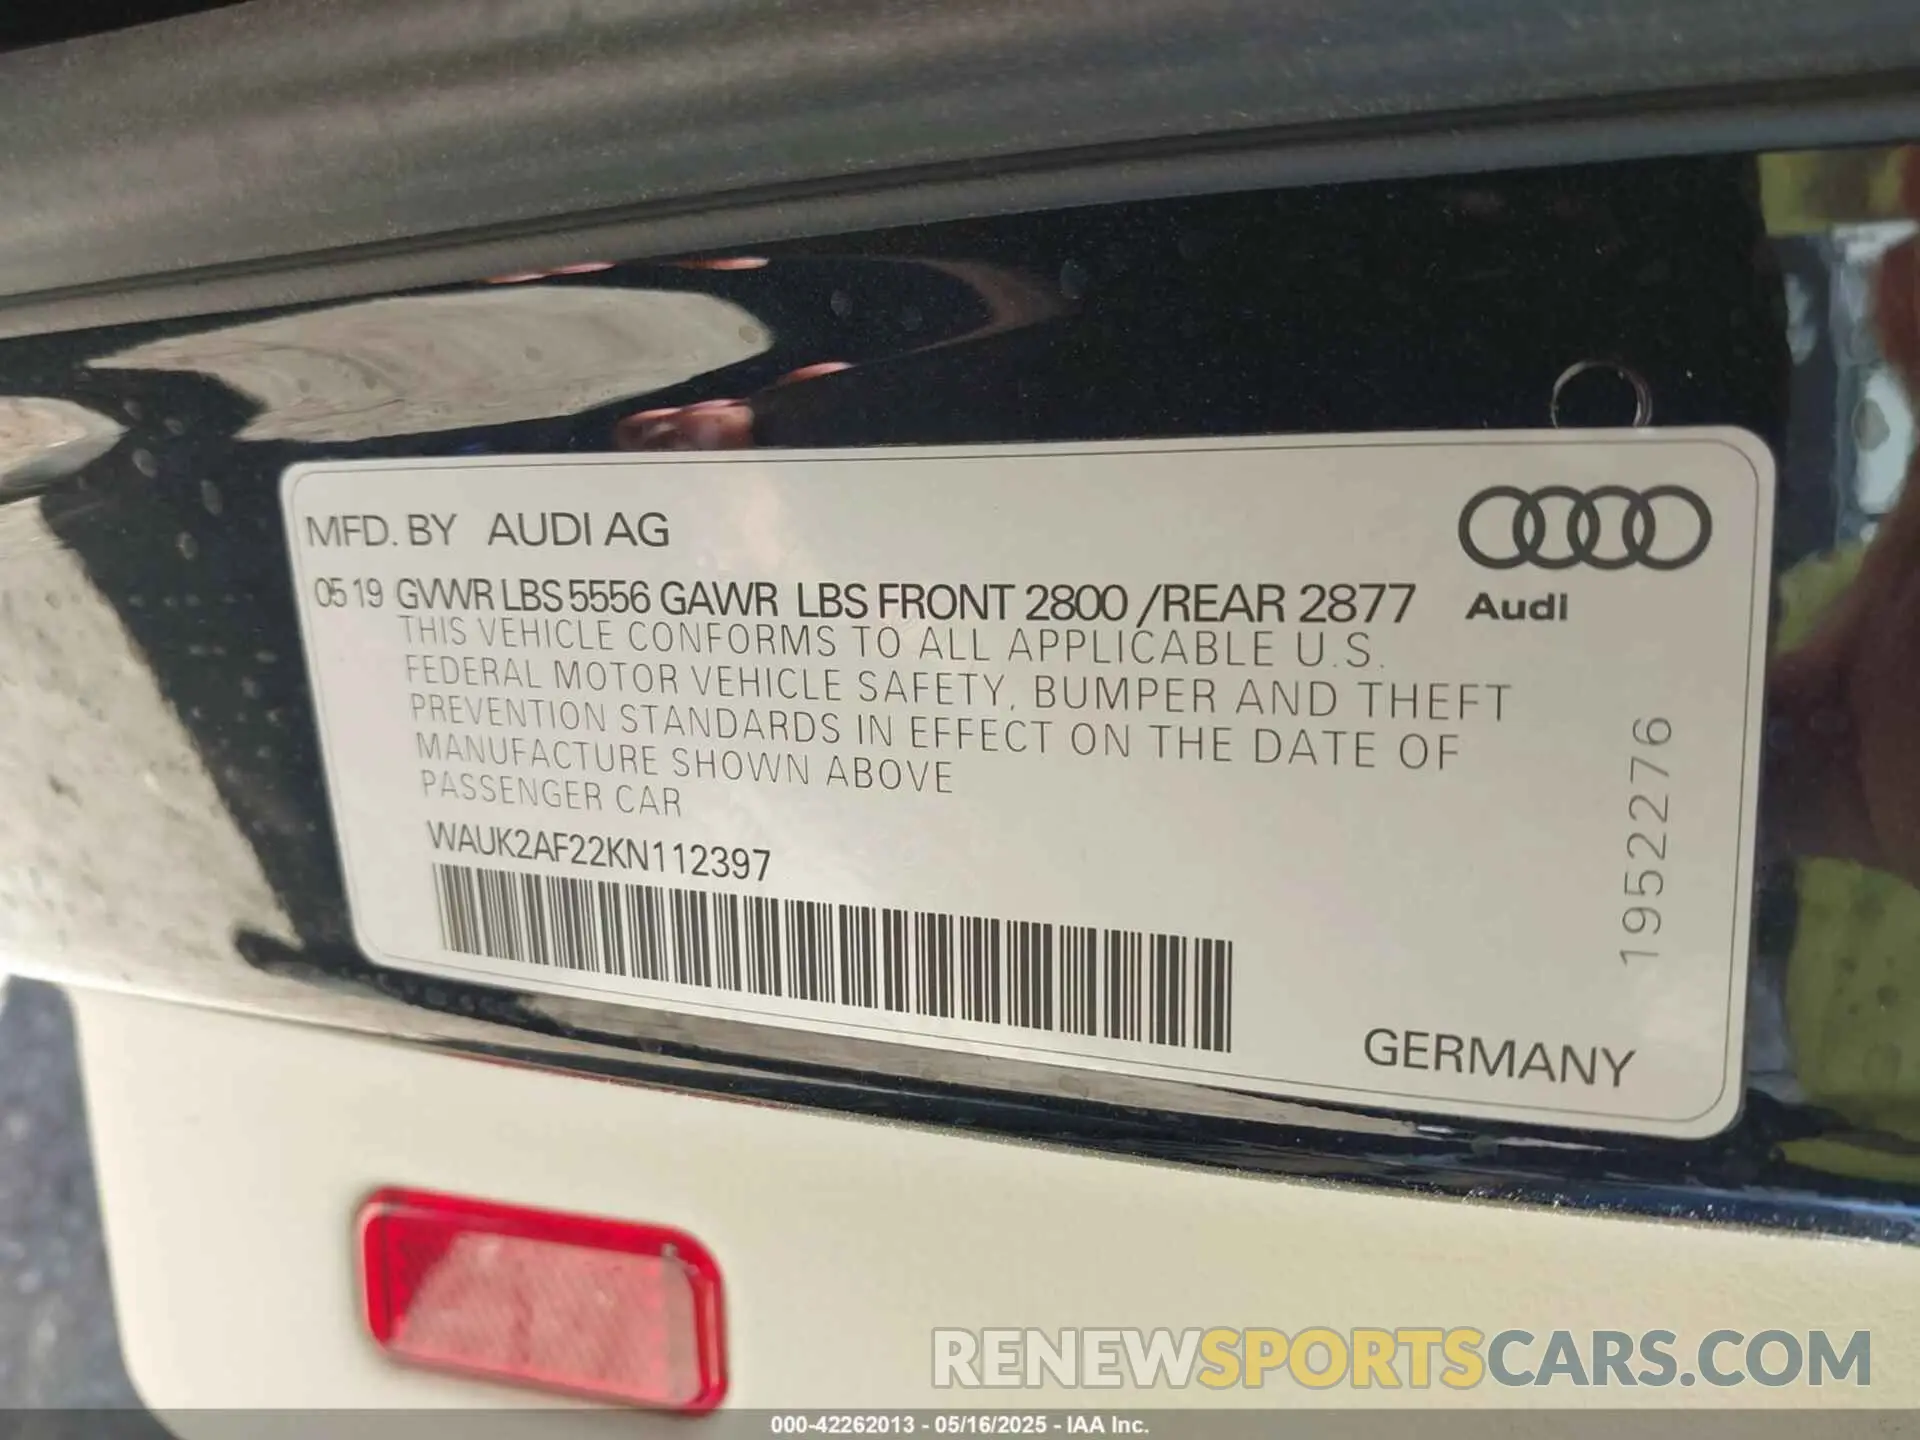 MFD. BY AUDI AG
05 19 GVWR LBS 5556 GAWR LBS FRONT 2800 /REAR 2877
Audi
THIS VEHICLE CONFORMS TO ALL APPLICABLE U.S.
FEDERAL MOTOR VEHICLE SAFETY, BUMPER AND THEFT
PREVENTION STANDARDS IN EFFECT ON THE DATE OF
MANUFACTURE SHOWN ABOVE
PASSENGER CAR
WAUK2AF22KN112397
1952276
GERMANY
RENEWSPORTSCARS.COM
000-42262013 - 05/16/2025 - IAA Inc.